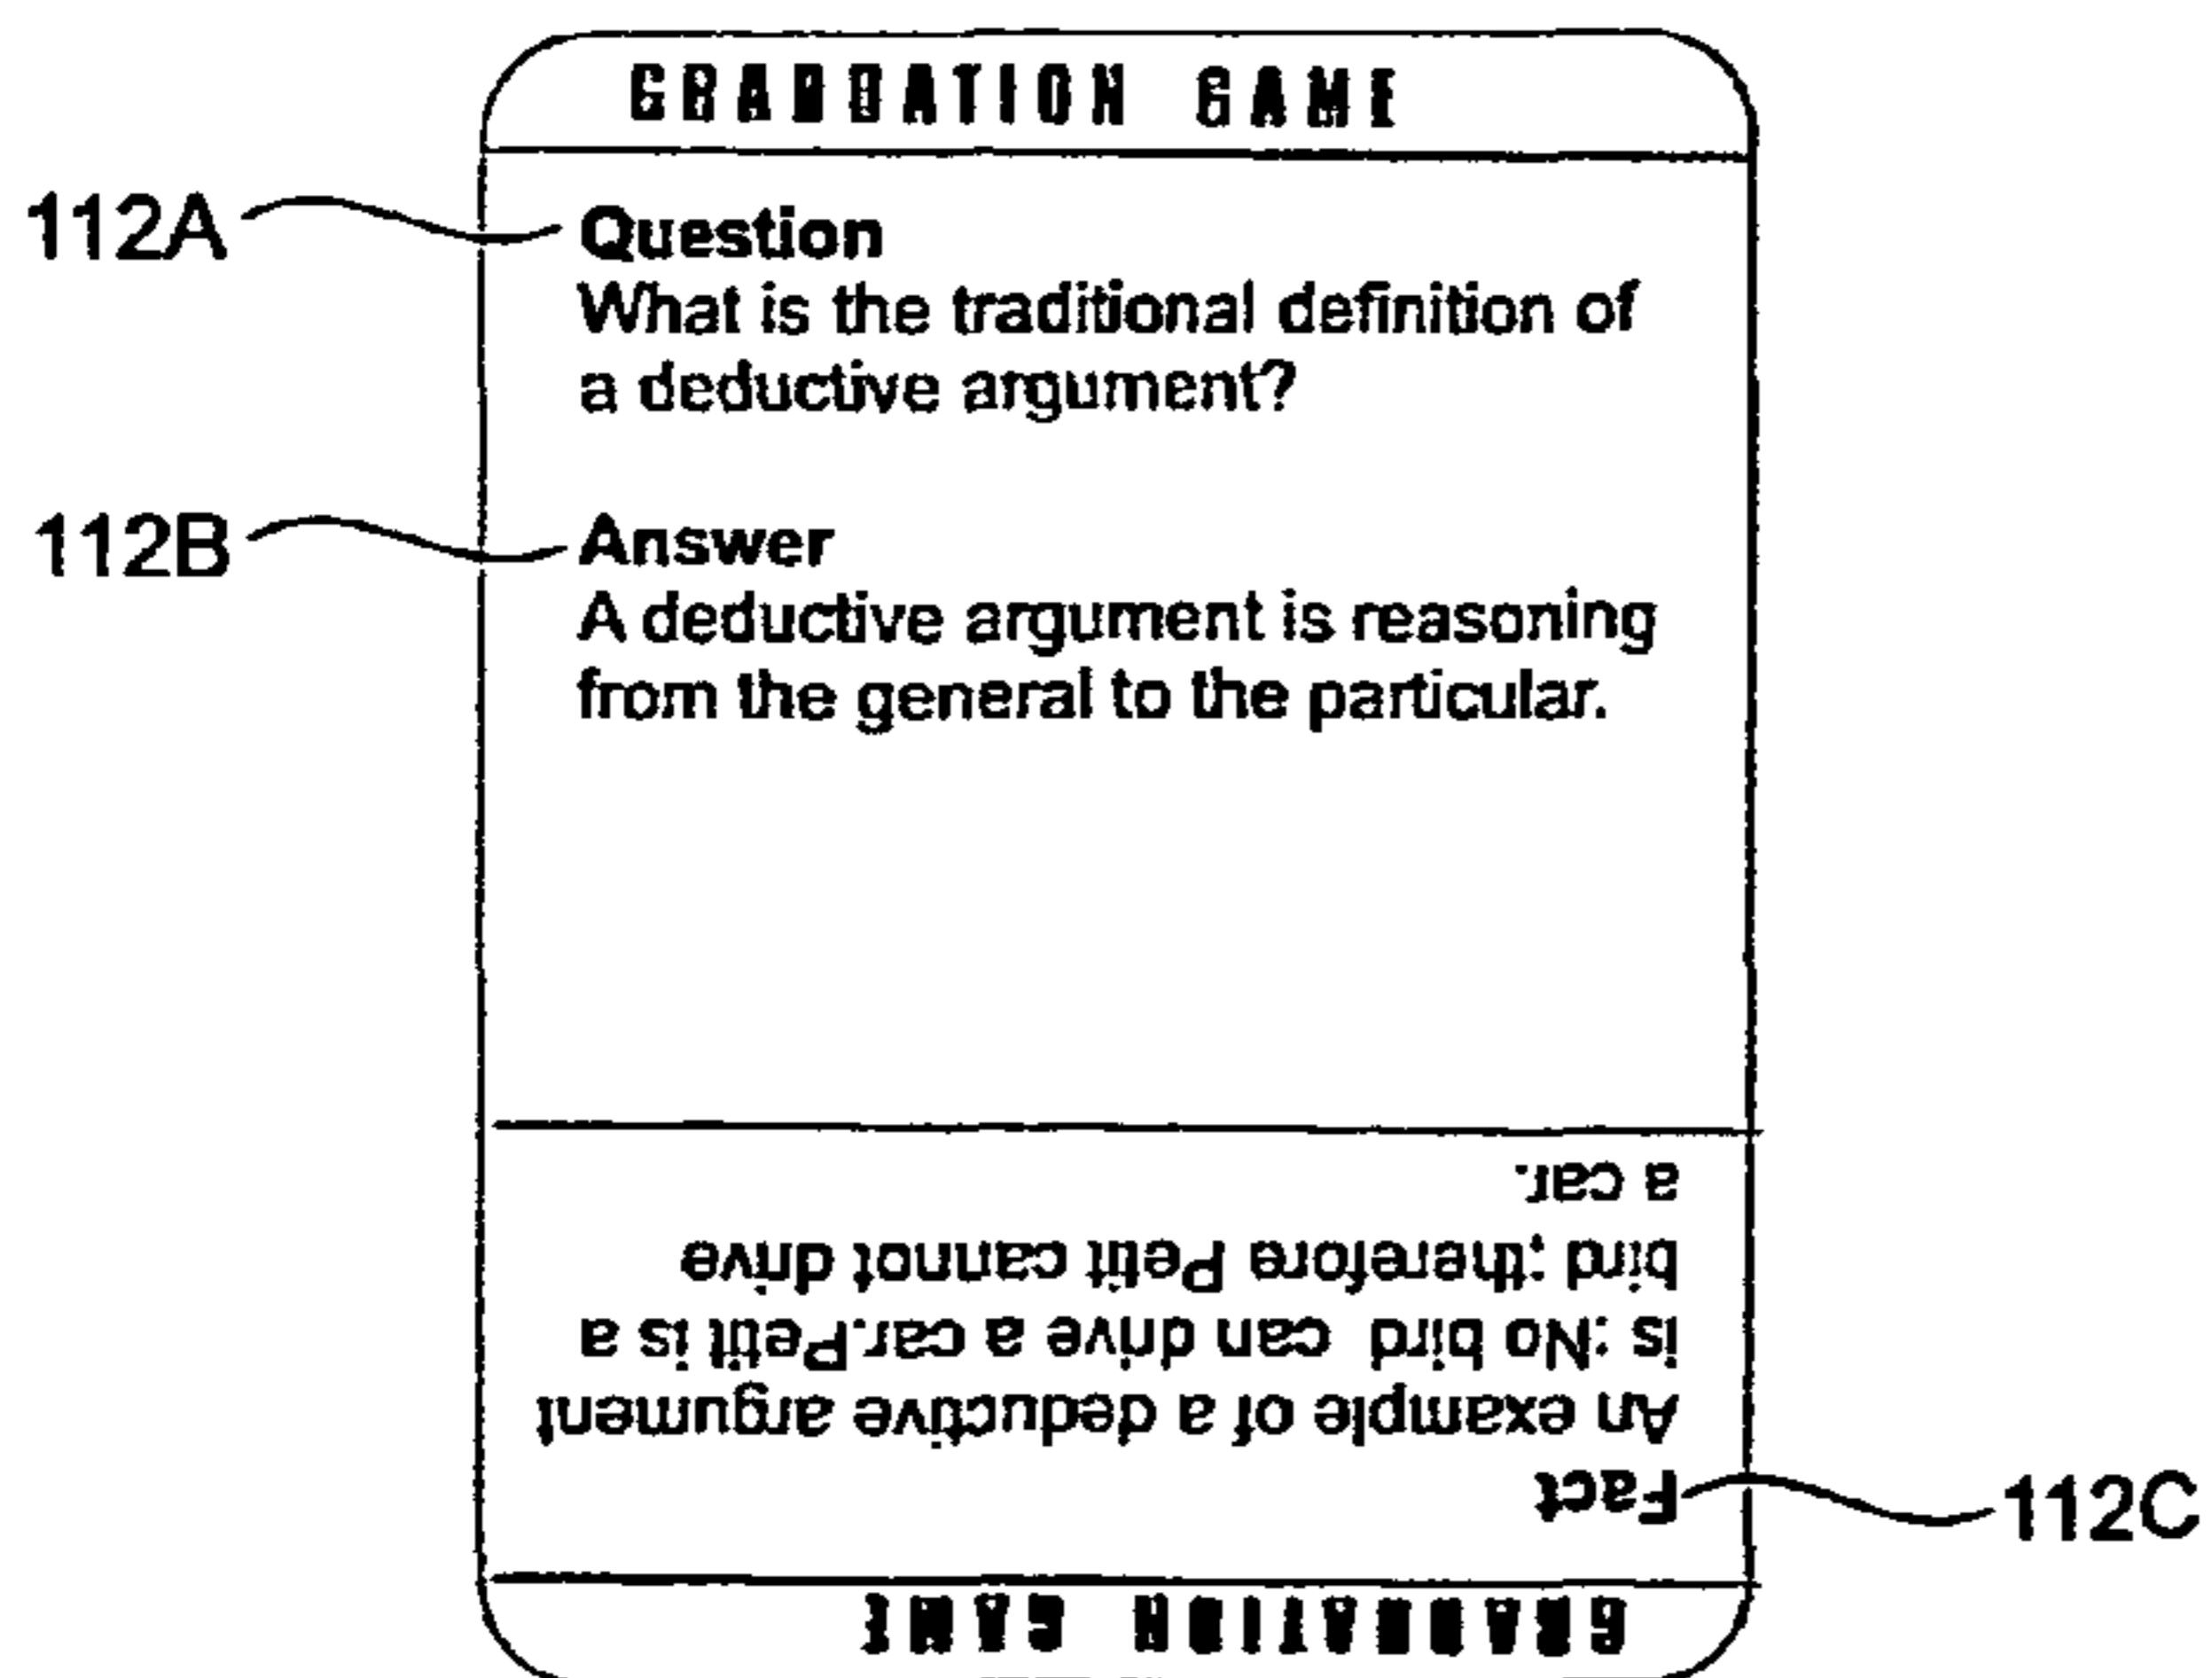 GRADUATION GAME
112A
Question
What is the traditional definition of
a deductive argument?
112B
Answer
A deductive argument is reasoning
from the general to the particular.
Fact
112C
An example of a deductive argument
is :No bird can drive a car.Petit is a
bird ;therefore Petit cannot drive
a car.
GRADUATION GAME